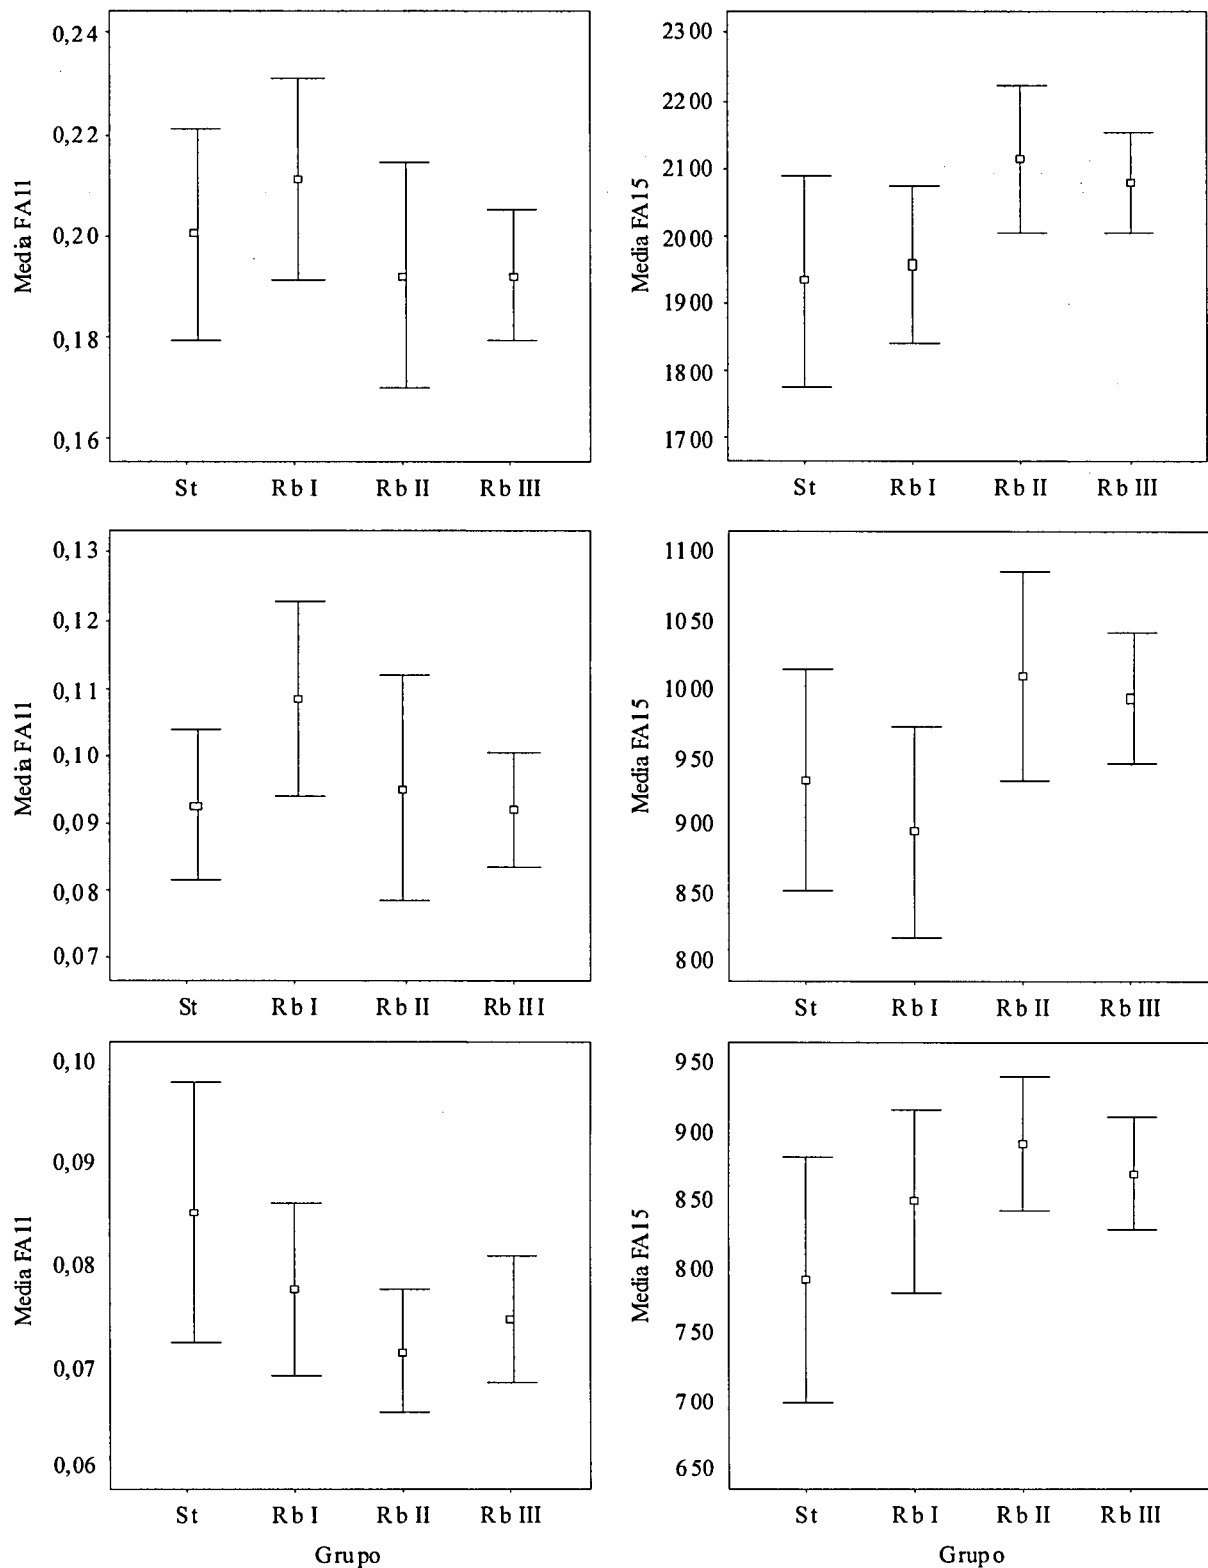 Media FA11
0,24
0,22
0,20
0,18
0,16
St Rb I Rb II Rb III
Media FA15
2300
2200
2100
2000
1900
1800
1700
St Rb I Rb II Rb III
Media FA11
0,13
0,12
0,11
0,10
0,09
0,08
0,07
St Rb I Rb II Rb III
Media FA15
1100
1050
1000
950
900
850
800
St Rb I Rb II Rb III
Media FA11
0,10
0,09
0,08
0,07
0,06
St Rb I Rb II Rb III
Grupo
Media FA15
950
900
850
800
750
700
650
St Rb I Rb II Rb III
Grupo